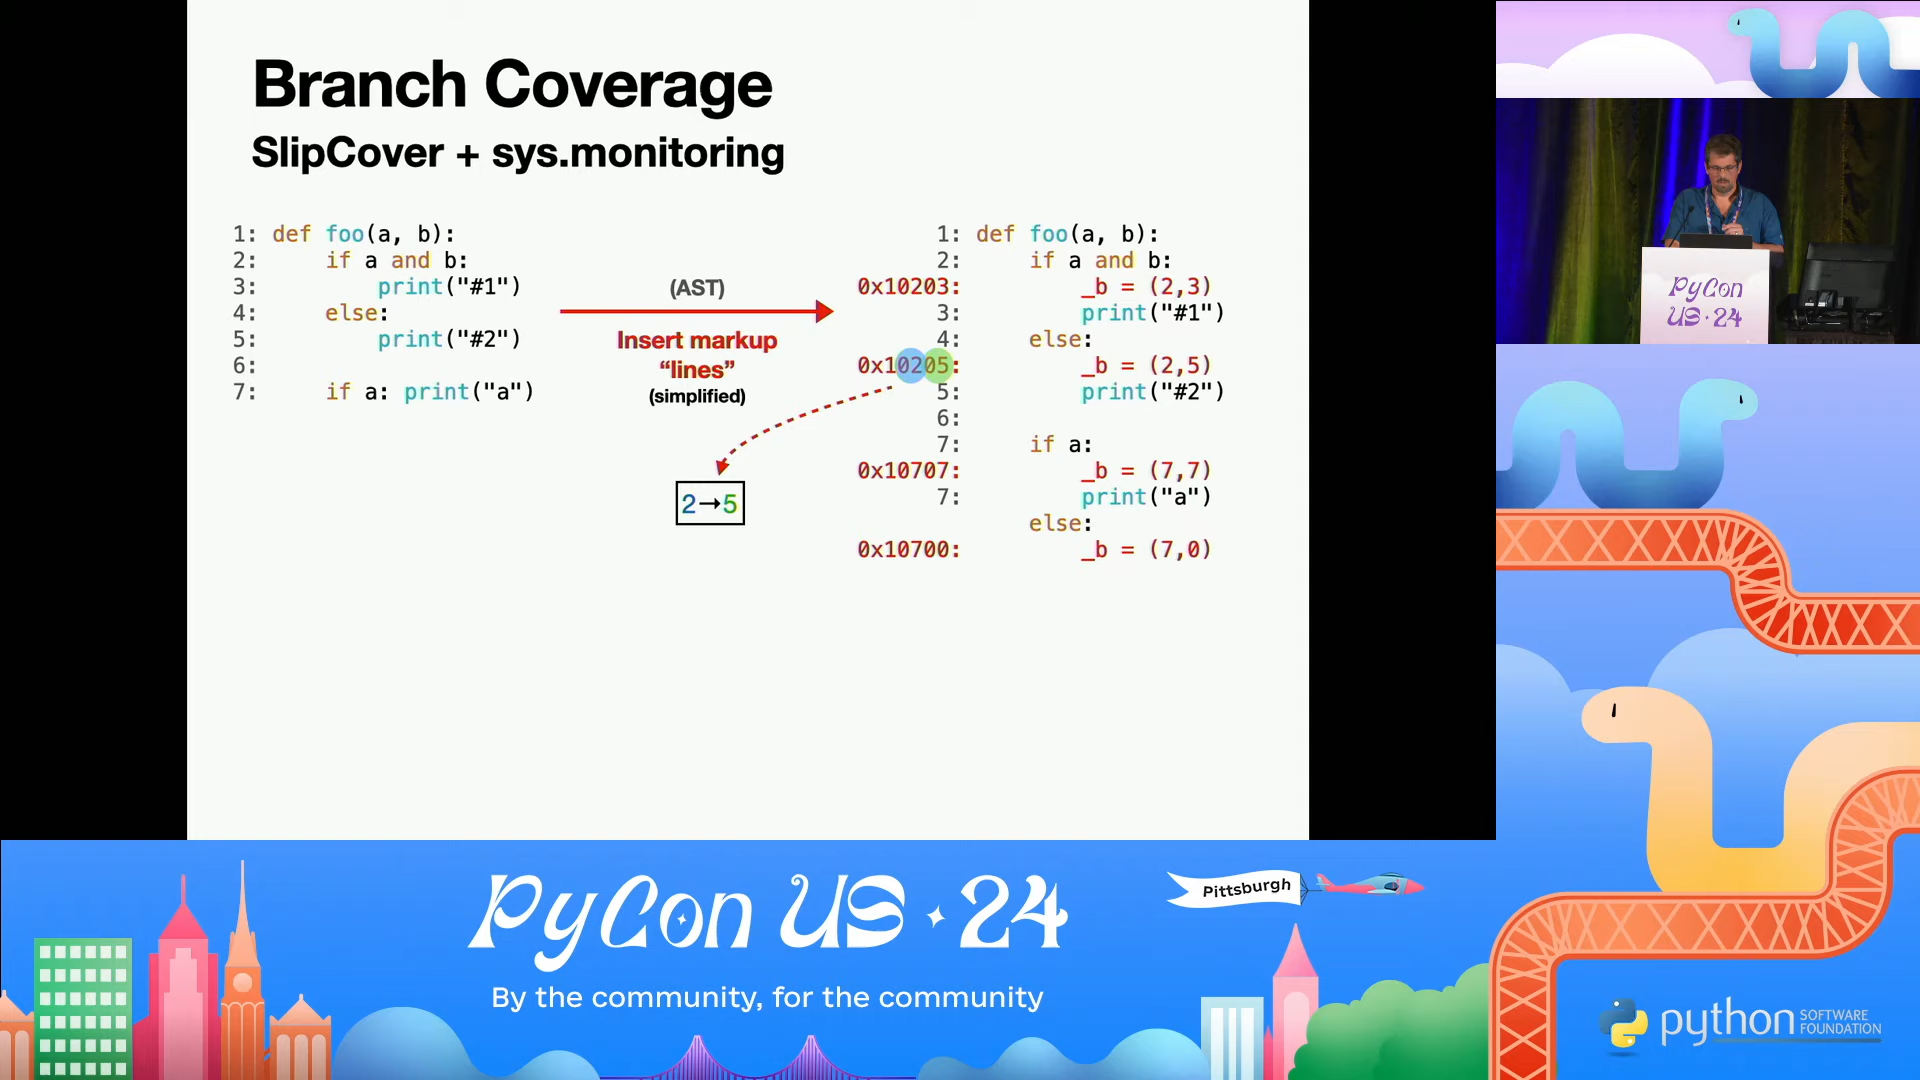 Branch Coverage
SlipCover + sys.monitoring
1: def foo(a, b):
2: if a and b:
3: print("#1")
4: else:
5: print("#2")
6:
7: if a: print("a")
(AST)
Insert markup
“lines”
(simplified)
2→5
1: def foo(a, b):
2: if a and b:
0x10203: _b = (2,3)
3: print("#1")
4: else:
0x10205: _b = (2,5)
5: print("#2")
6:
7: if a:
0x10707: _b = (7,7)
7: print("a")
else:
0x10700: _b = (7,0)
PyCon
US·24
PyCon US·24
By the community, for the community
Pittsburgh
python
SOFTWARE
FOUNDATION